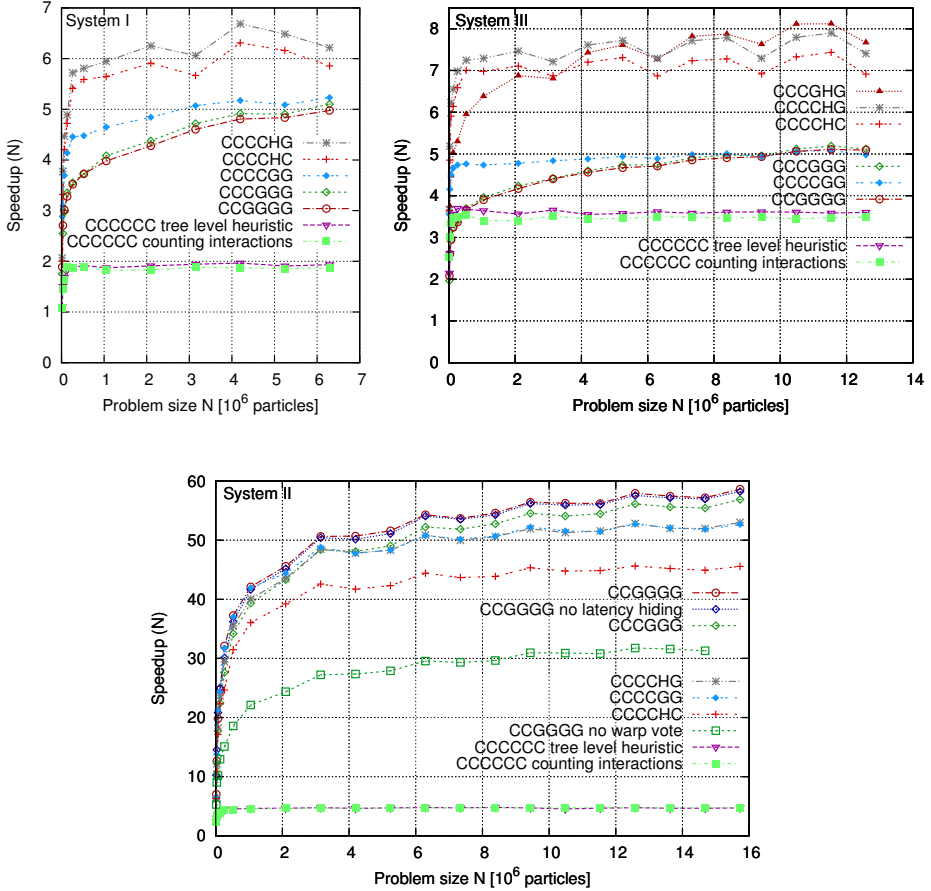 System I
7
6
5
4
3
2
1
0
Speedup (N)
CCCCHG
CCCCHC
CCCCGG
CCCGGG
CCGGGG
CCCCCC tree level heuristic
CCCCCC counting interactions
0 1 2 3 4 5 6 7
Problem size N [10^6 particles]
System III
8
7
6
5
4
3
2
1
0
Speedup (N)
CCCGHG
CCCCHG
CCCCHC
CCCGGG
CCCCGG
CCGGGG
CCCCCC tree level heuristic
CCCCCC counting interactions
0 2 4 6 8 10 12 14
Problem size N [10^6 particles]
System II
60
50
40
30
20
10
0
Speedup (N)
CCGGGG
CCGGGG no latency hiding
CCCGGG
CCCCHG
CCCCGG
CCCCHC
CCGGGG no warp vote
CCCCCC tree level heuristic
CCCCCC counting interactions
0 2 4 6 8 10 12 14 16
Problem size N [10^6 particles]